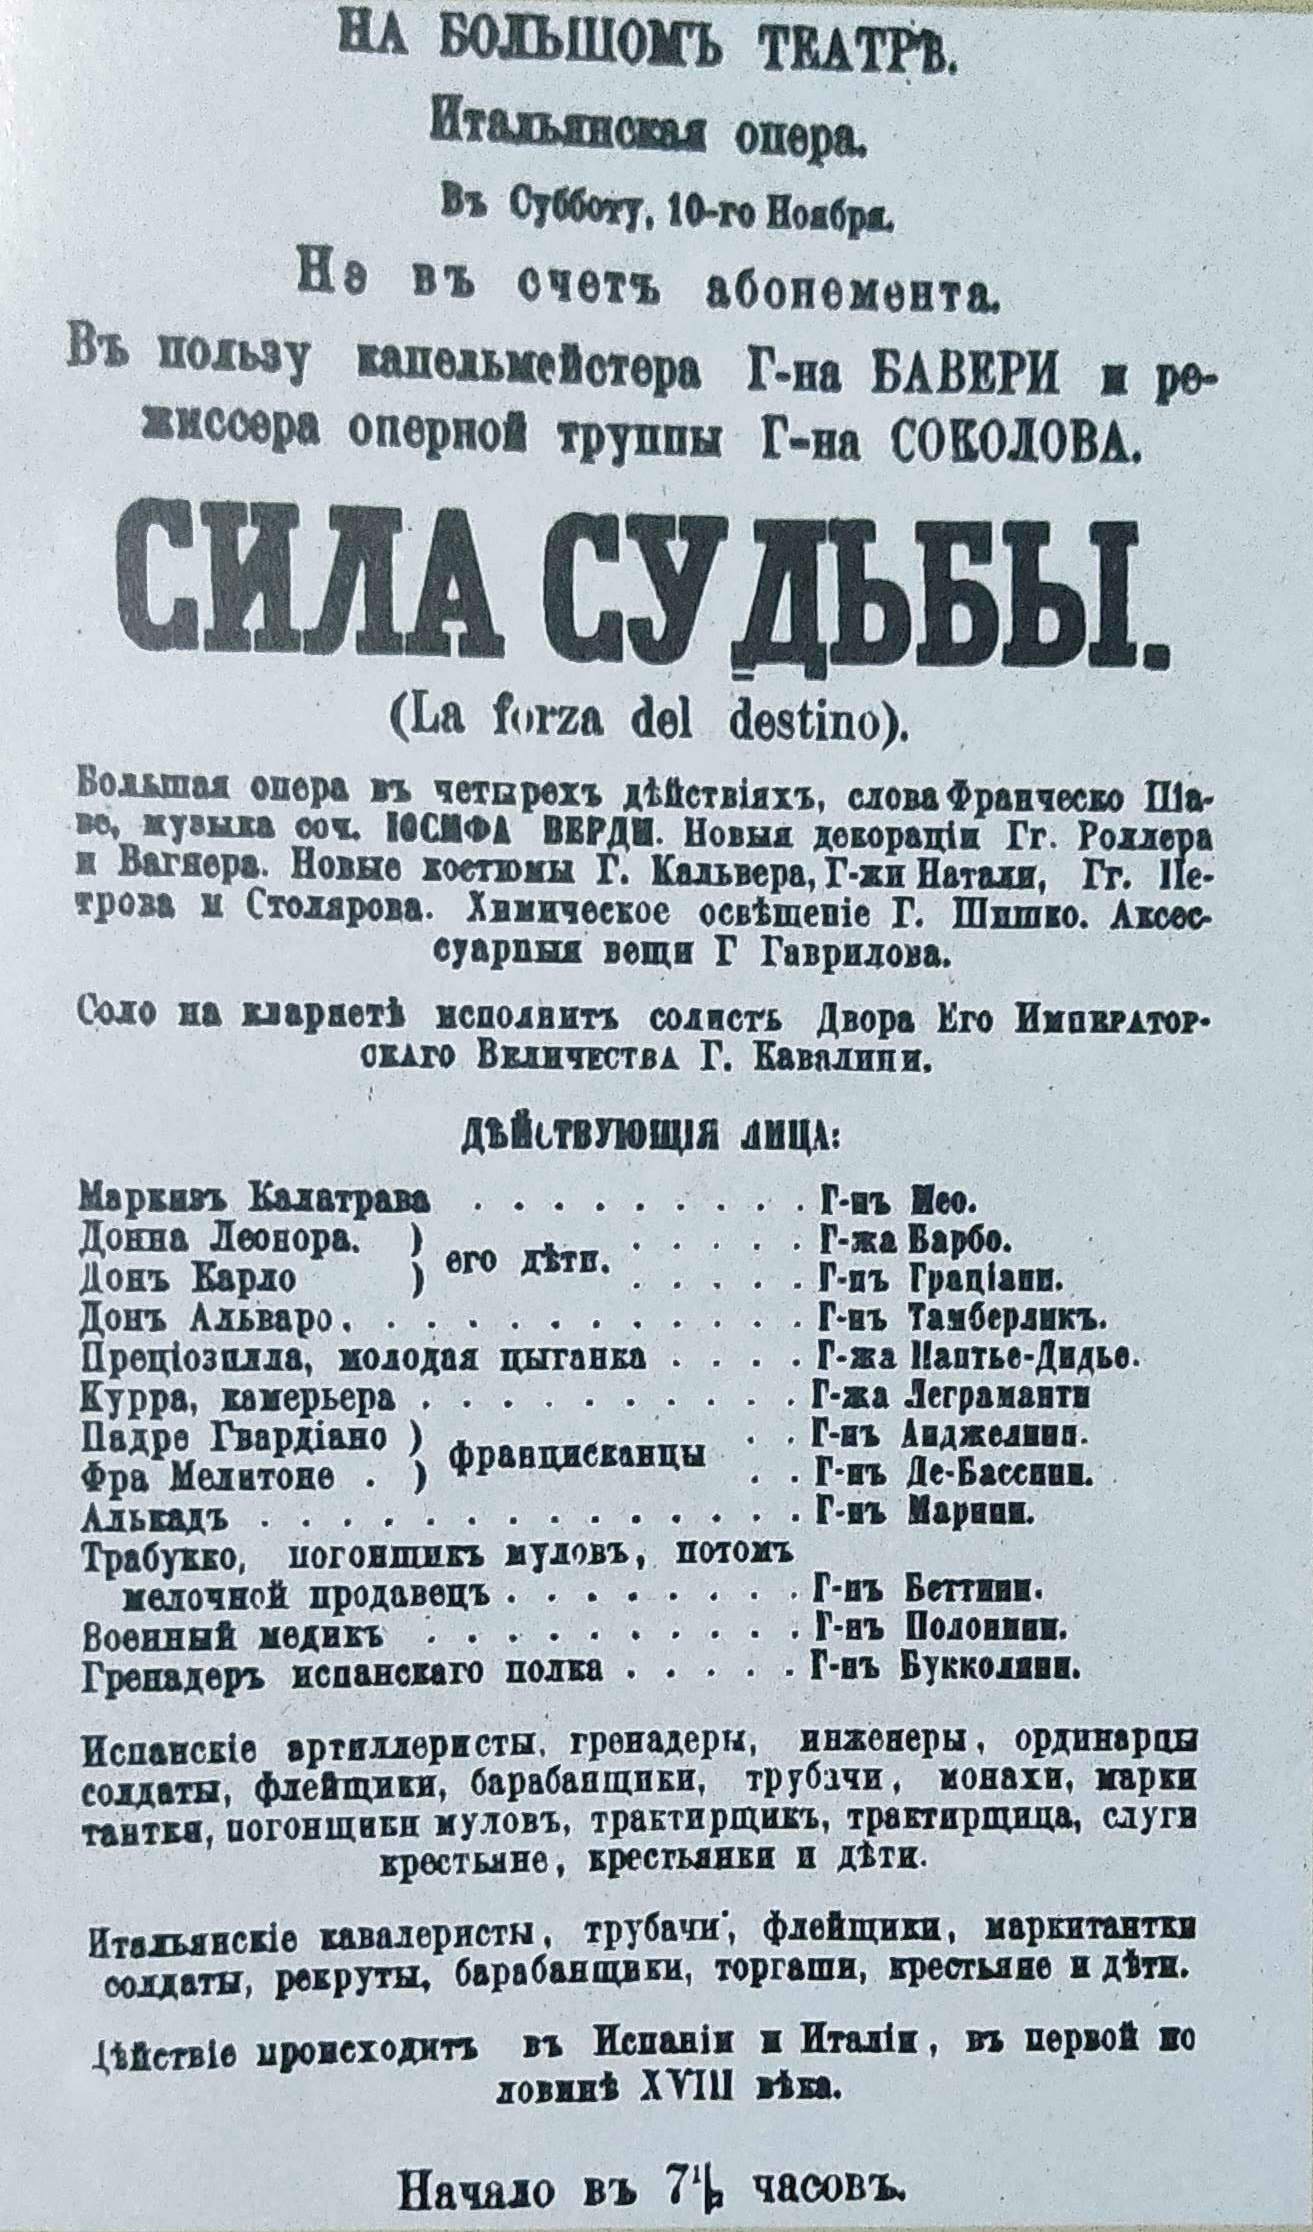 НА БОЛЬШОМЪ ТЕАТРѢ.
Итальянская опера.
Въ Субботу, 10-го Ноября.
Не въ счетъ абонемента.
Въ пользу капельмейстера Г-на БАВЕРИ и ре-
жиссера оперной труппы Г-на СОКОЛОВА.
СИЛА СУДЬБЫ.
(La forza del destino).
Большая опера въ четырехъ дѣйствіяхъ, слова Франческо Піа-
ве, музыка соч. ІОСИФА ВЕРДИ. Новыя декораціи Гг. Роллера
и Вагнера. Новые костюмы Г. Кальвера, Г-жи Натали, Гг. Пе-
трова и Столярова. Химическое освѣщеніе Г. Шишко. Аксес-
суарныя вещи Г Гаврилова.
Соло на кларнетѣ исполнитъ солистъ Двора Его Император-
скаго Величества Г. Кавалини.
ДѢЙСТВУЮЩІЯ ЛИЦА:
Маркизъ Калатрава . . . . . . . . . Г-нъ Мео.
Донна Леонора. ) его дѣти. . . . . . Г-жа Барбо.
Донъ Карло ) . . . . . Г-нъ Граціани.
Донъ Альваро. . . . . . . . . . . . Г-нъ Тамберликъ.
Преціозилла, молодая цыганка . . . . Г-жа Нантье-Дидье.
Курра, камерьера . . . . . . . . . . Г-жа Леграманти
Падре Гвардіано ) францисканцы . . Г-нъ Анджелини.
Фра Мелитоне . ) . . Г-нъ Де-Бассини.
Алькадъ . . . . . . . . . . . . . . Г-нъ Марини.
Трабукко, погонщикъ муловъ, потомъ
мелочной продавецъ . . . . . . . . Г-нъ Беттини.
Военный медикъ . . . . . . . . . . Г-нъ Полонини.
Гренадеръ испанскаго полка . . . . . Г-нъ Букколини.
Испанскіе артиллеристы, гренадеры, инженеры, ординарцы
солдаты, флейщики, барабанщики, трубачи, монахи, марки
тантки, погонщики муловъ, трактирщикъ, трактирщица, слуги
крестьяне, крестьянки и дѣти.
Итальянскіе кавалеристы, трубачи, флейщики, маркитантки
солдаты, рекруты, барабанщики, торгаши, крестьяне и дѣти.
Дѣйствіе происходитъ въ Испаніи и Италіи, въ первой по
ловинѣ XVIII вѣка.
Начало въ 7 1/2 часовъ.